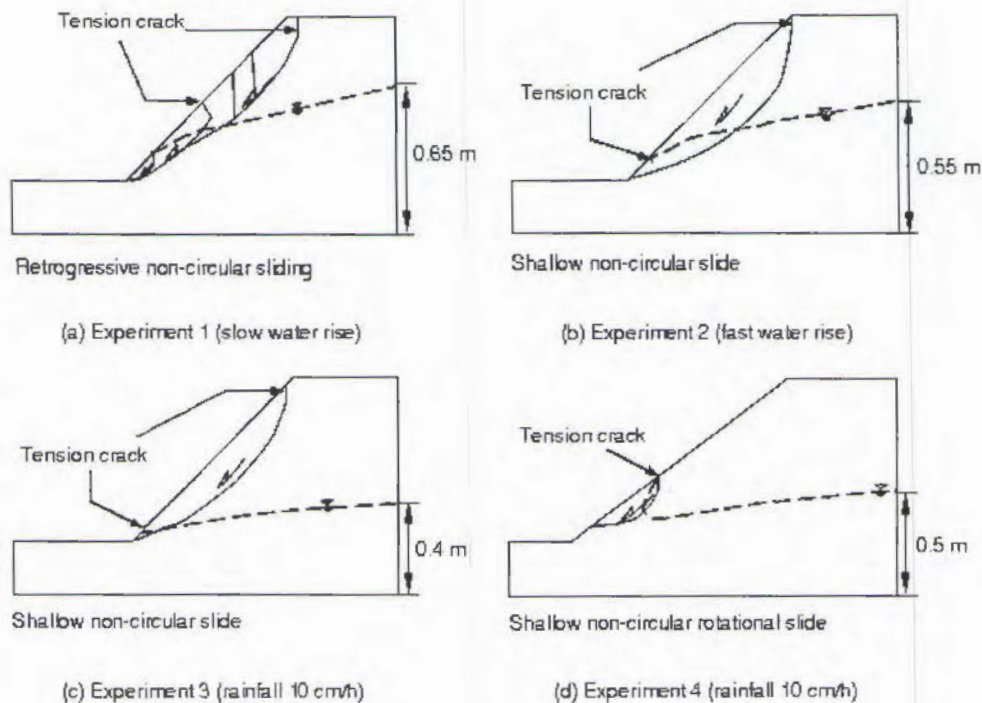 Tension crack
0.65 m
Retrogressive non-circular sliding
(a) Experiment 1 (slow water rise)
Tension crack
0.55 m
Shallow non-circular slide
(b) Experiment 2 (fast water rise)
Tension crack
0.4 m
Shallow non-circular slide
(c) Experiment 3 (rainfall 10 cm/h)
Tension crack
0.5 m
Shallow non-circular rotational slide
(d) Experiment 4 (rainfall 10 cm/h)